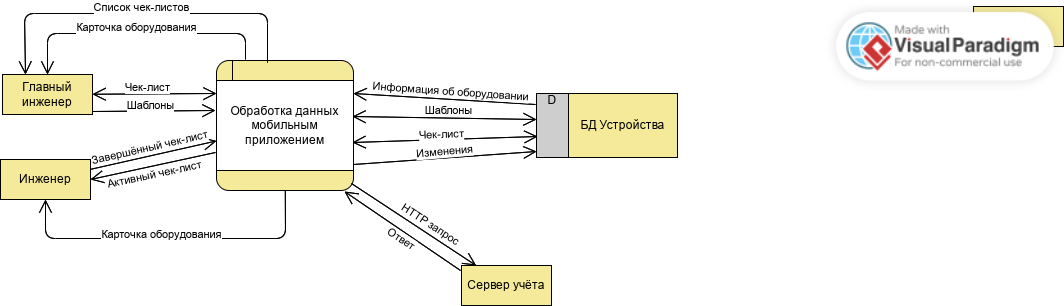 Список чек-листов
Карточка оборудования
Главный
инженер
Чек-лист
Шаблоны
Обработка данных
мобильным
приложением
Информация об оборудовании
Шаблоны
Чек-лист
Изменения
D
БД Устройства
Завершённый чек-лист
Активный чек-лист
Инженер
Карточка оборудования
HTTP запрос
Ответ
Сервер учёта
Made with
VisualParadigm
For non-commercial use